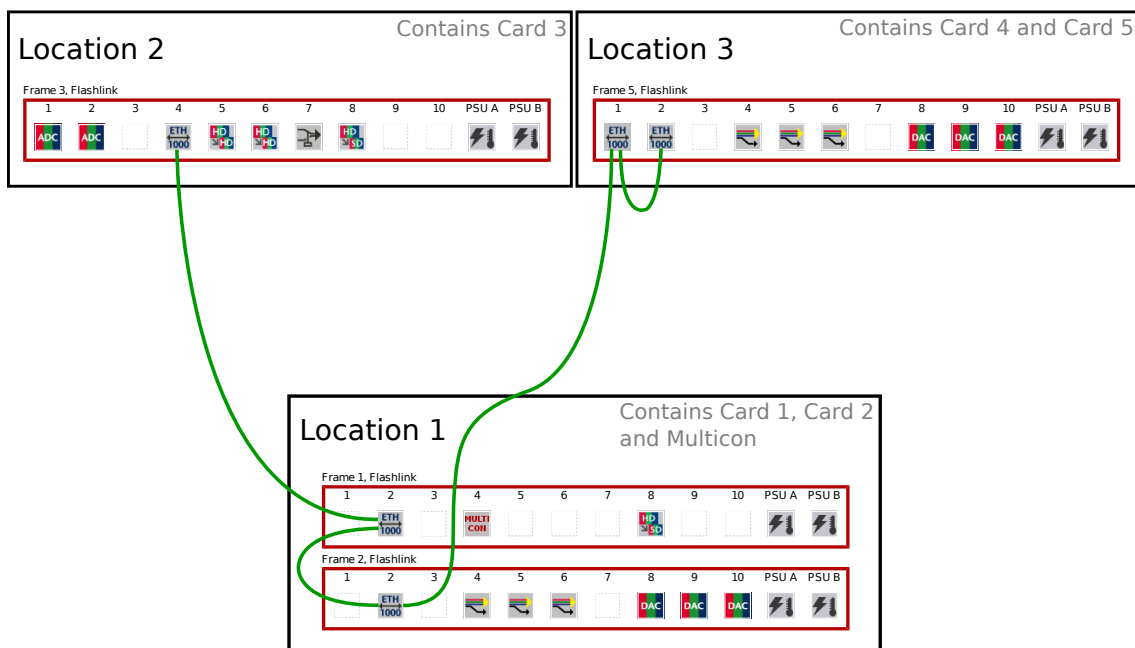 Location 2
Contains Card 3
Frame 3, Flashlink
1 2 3 4 5 6 7 8 9 10 PSU A PSU B
ADC ADC ETH 1000 HD HD HD HD HD SD
Location 3
Contains Card 4 and Card 5
Frame 5, Flashlink
1 2 3 4 5 6 7 8 9 10 PSU A PSU B
ETH 1000 ETH 1000 DAC DAC DAC
Location 1
Contains Card 1, Card 2
and Multicon
Frame 1, Flashlink
1 2 3 4 5 6 7 8 9 10 PSU A PSU B
ETH 1000 MULTI CON HD SD
Frame 2, Flashlink
1 2 3 4 5 6 7 8 9 10 PSU A PSU B
ETH 1000 DAC DAC DAC